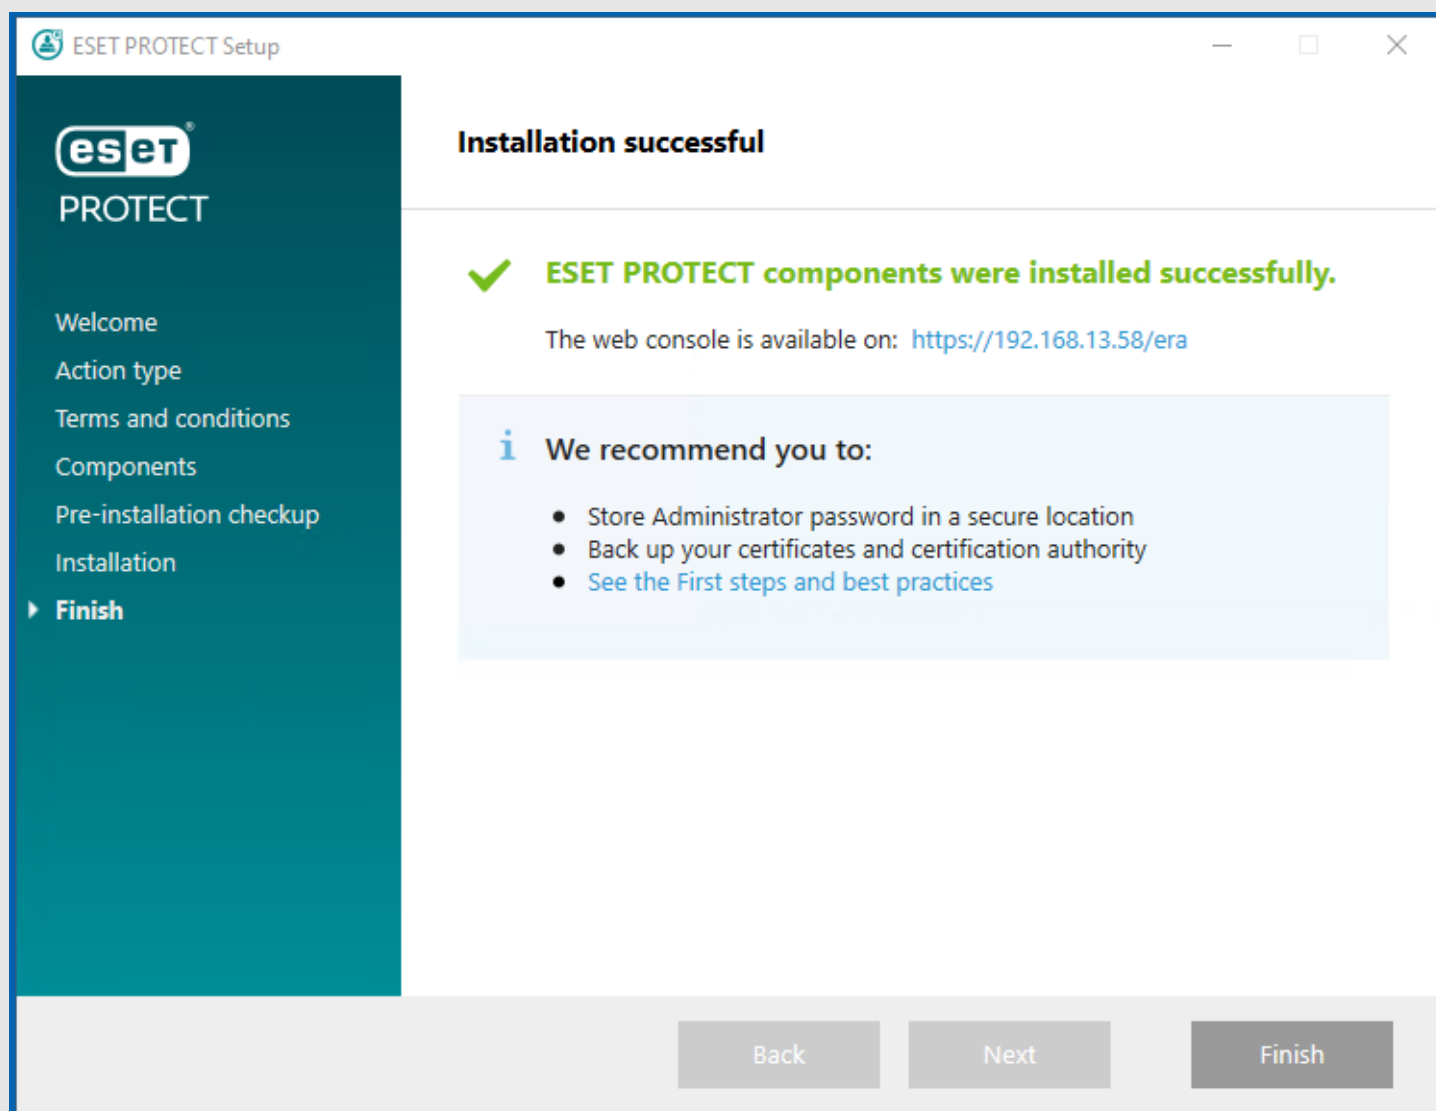 ESET PROTECT Setup
eseT®
PROTECT
Welcome
Action type
Terms and conditions
Components
Pre-installation checkup
Installation
Finish
Installation successful
ESET PROTECT components were installed successfully.
The web console is available on: https://192.168.13.58/era
i We recommend you to:
• Store Administrator password in a secure location
• Back up your certificates and certification authority
• See the First steps and best practices
Back Next Finish